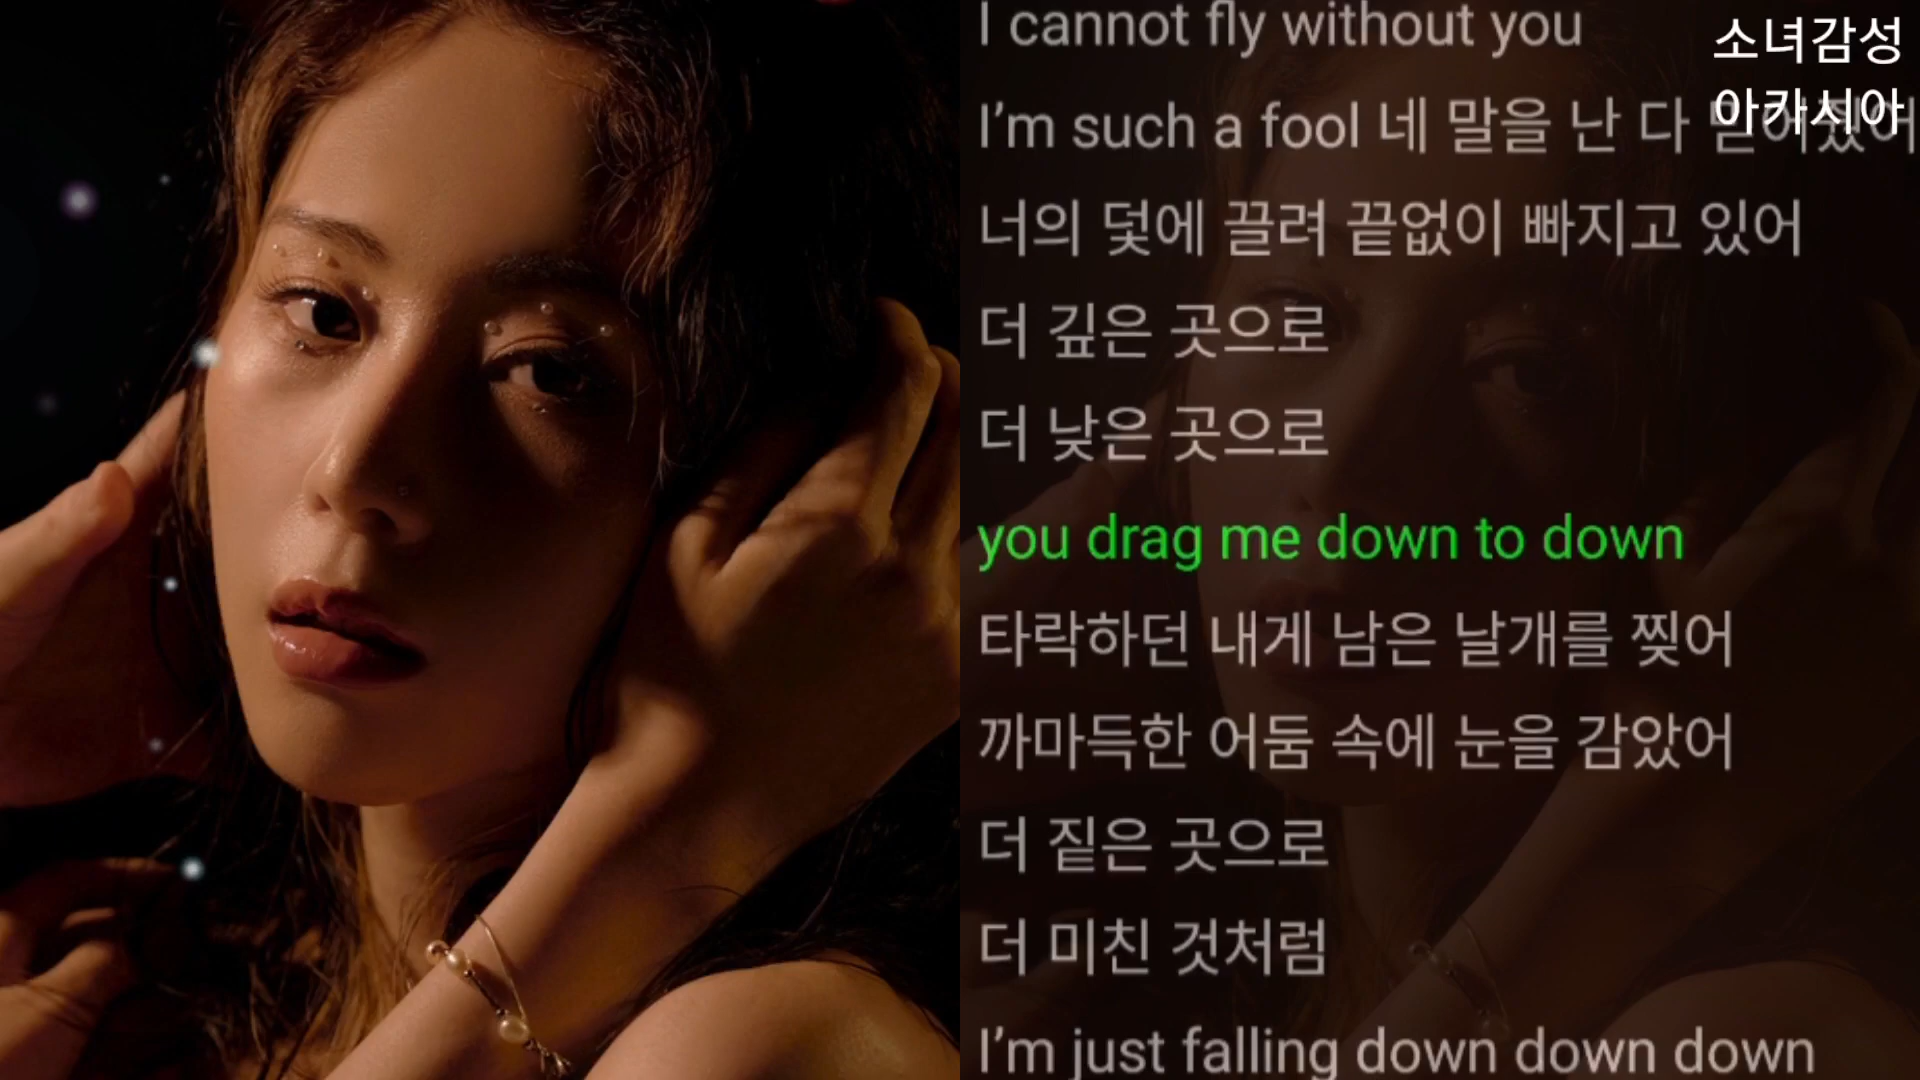 I cannot fly without you
소녀감성
아카시아
I'm such a fool 네 말을 난 다 믿어줬어
너의 덫에 끌려 끝없이 빠지고 있어
더 깊은 곳으로
더 낮은 곳으로
you drag me down to down
타락하던 내게 남은 날개를 찢어
까마득한 어둠 속에 눈을 감았어
더 짙은 곳으로
더 미친 것처럼
I'm just falling down down down